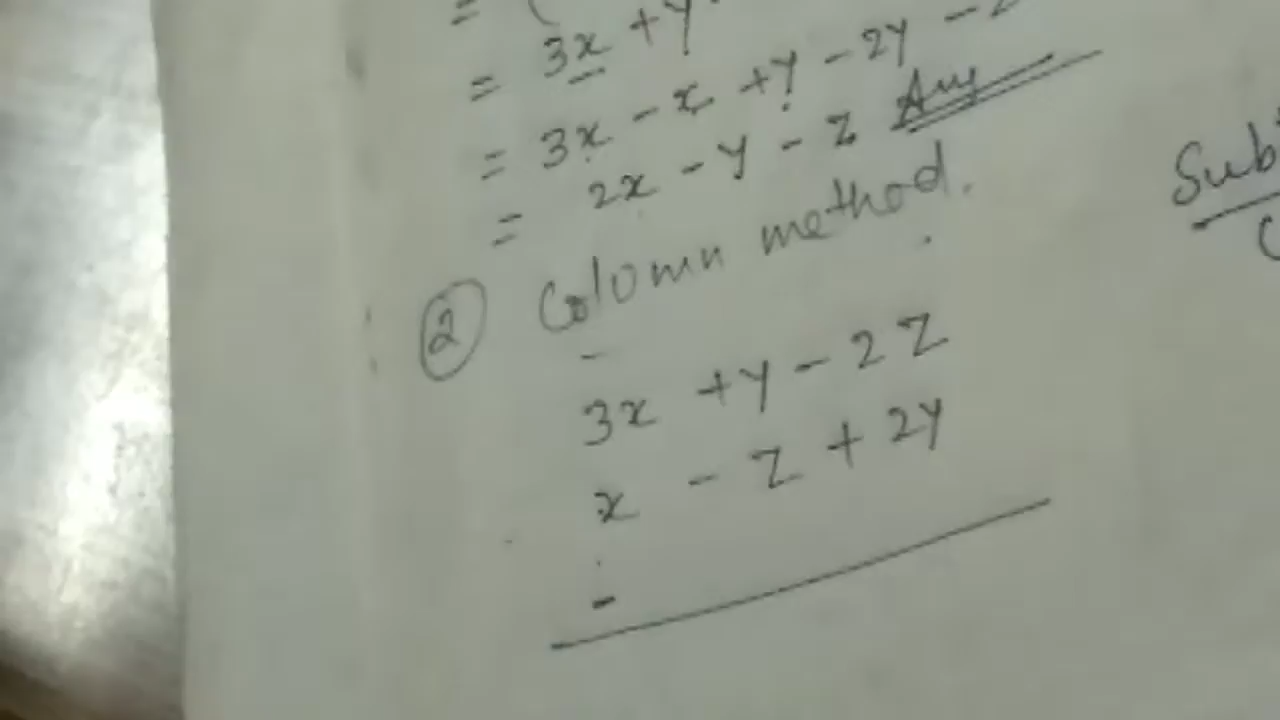 = (
= 3x + y
= 3x - x + y - 2y -
= 2x - y - z Ans
② Column method.
3x + y - 2z
x - z + 2y
-
Sub
(